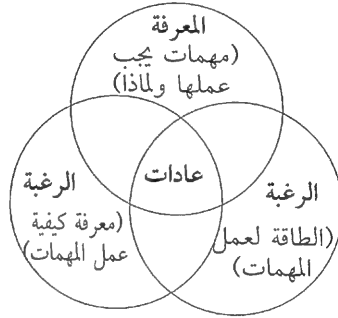 المعرفة
(مهمات يجب
عملها ولماذا)
عادات
الرغبة
(الطاقة لعمل
المهمات)
الرغبة
(معرفة كيفية
عمل المهمات)